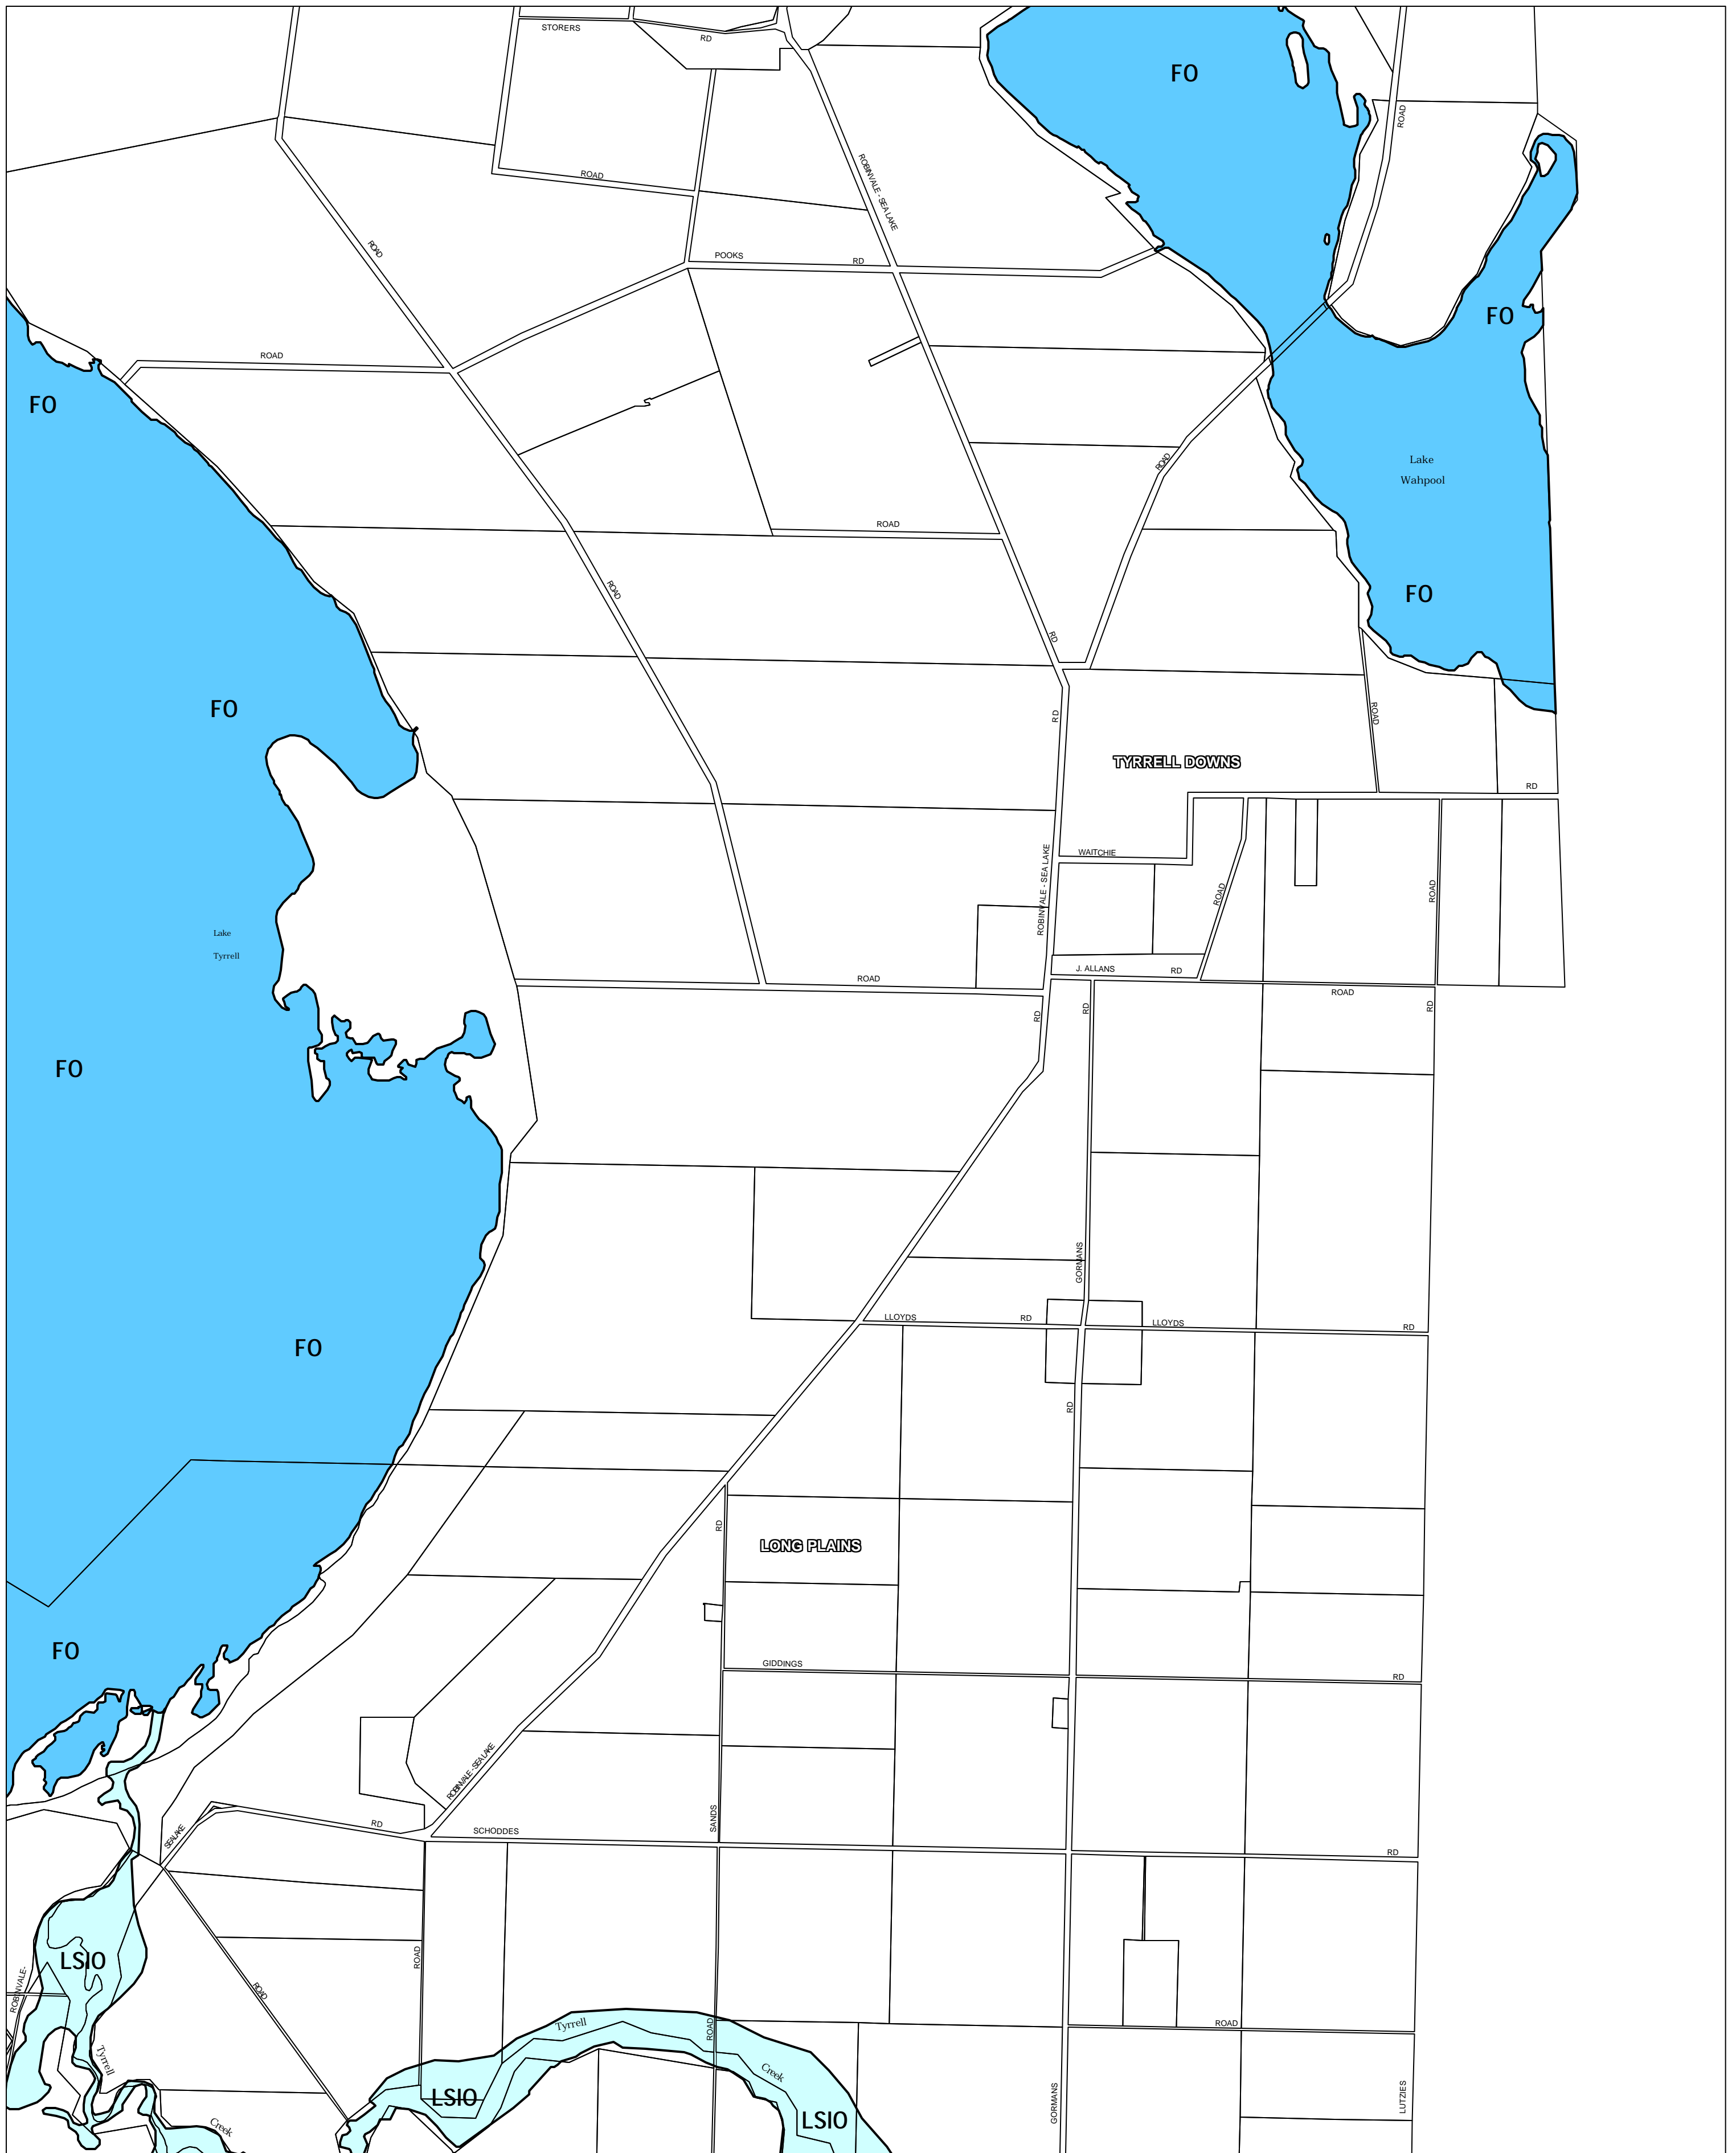 STORERS
RD
FO
ROAD
ROBINVALE - SEA LAKE
ROAD
ROAD
POOKS
RD
FO
ROAD
FO
Lake
Wahpool
ROAD
ROAD
ROAD
FO
RD
FO
RD
ROAD
TYRRELL DOWNS
RD
WAITCHIE
ROBINVALE - SEA LAKE
ROAD
ROAD
Lake
Tyrrell
J. ALLANS
RD
ROAD
ROAD
RD
RD
RD
FO
GORMANS
LLOYDS
RD
LLOYDS
RD
FO
RD
RD
LONG PLAINS
FO
GIDDINGS
RD
ROBINVALE - SEA LAKE
SANDS
SEALAKE
RD
SCHODDES
RD
LSIO
ROAD
ROAD
ROBINVALE-
Tyrrell
ROAD
ROAD
Tyrrell
Creek
LSIO
LSIO
GORMANS
LUTZIES
Creek